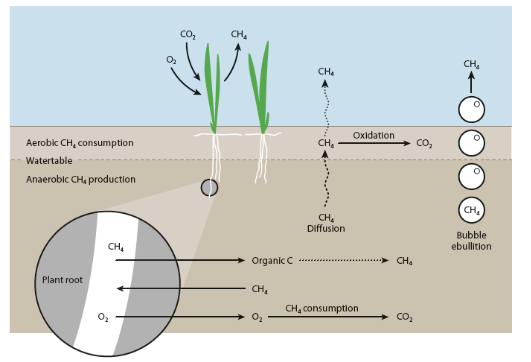 CO2
CH4
O2
CH4
CH4
Aerobic CH4 consumption
CH4
Oxidation
CO2
Watertable
Anaerobic CH4 production
O
O
CH4
CH4
Diffusion
Bubble
ebullition
CH4
Organic C
CH4
Plant root
CH4
CH4 consumption
O2
O2
CO2